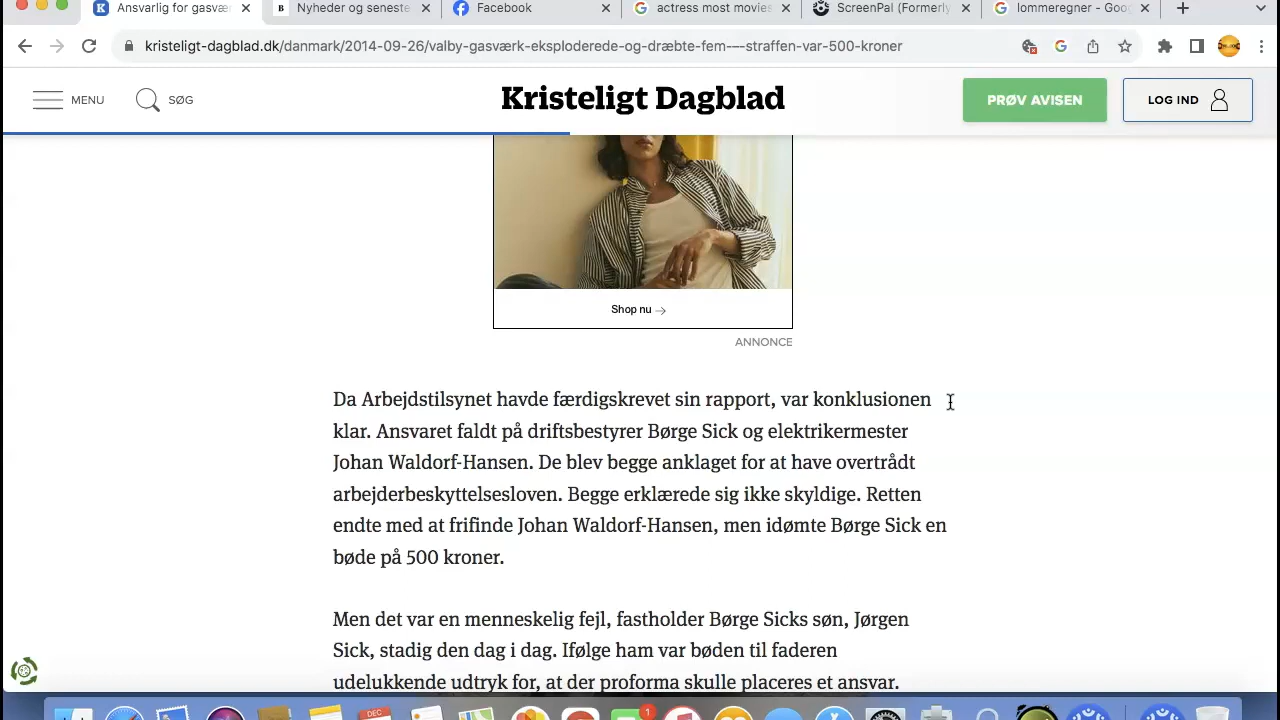 Ansvarlig for gasvær
Nyheder og seneste
Facebook
actress most movies
ScreenPal (Formerly
lommeregner - Goo
kristeligt-dagblad.dk/danmark/2014-09-26/valby-gasværk-eksploderede-og-dræbte-fem-–-straffen-var-500-kroner
MENU
SØG
Kristeligt Dagblad
PRØV AVISEN
LOG IND
Shop nu →
ANNONCE
Da Arbejdstilsynet havde færdigskrevet sin rapport, var konklusionen
klar. Ansvaret faldt på driftsbestyrer Børge Sick og elektrikermester
Johan Waldorf-Hansen. De blev begge anklaget for at have overtrådt
arbejderbeskyttelsesloven. Begge erklærede sig ikke skyldige. Retten
endte med at frifinde Johan Waldorf-Hansen, men idømte Børge Sick en
bøde på 500 kroner.
Men det var en menneskelig fejl, fastholder Børge Sicks søn, Jørgen
Sick, stadig den dag i dag. Ifølge ham var bøden til faderen
udelukkende udtryk for, at der proforma skulle placeres et ansvar.
DEC
1